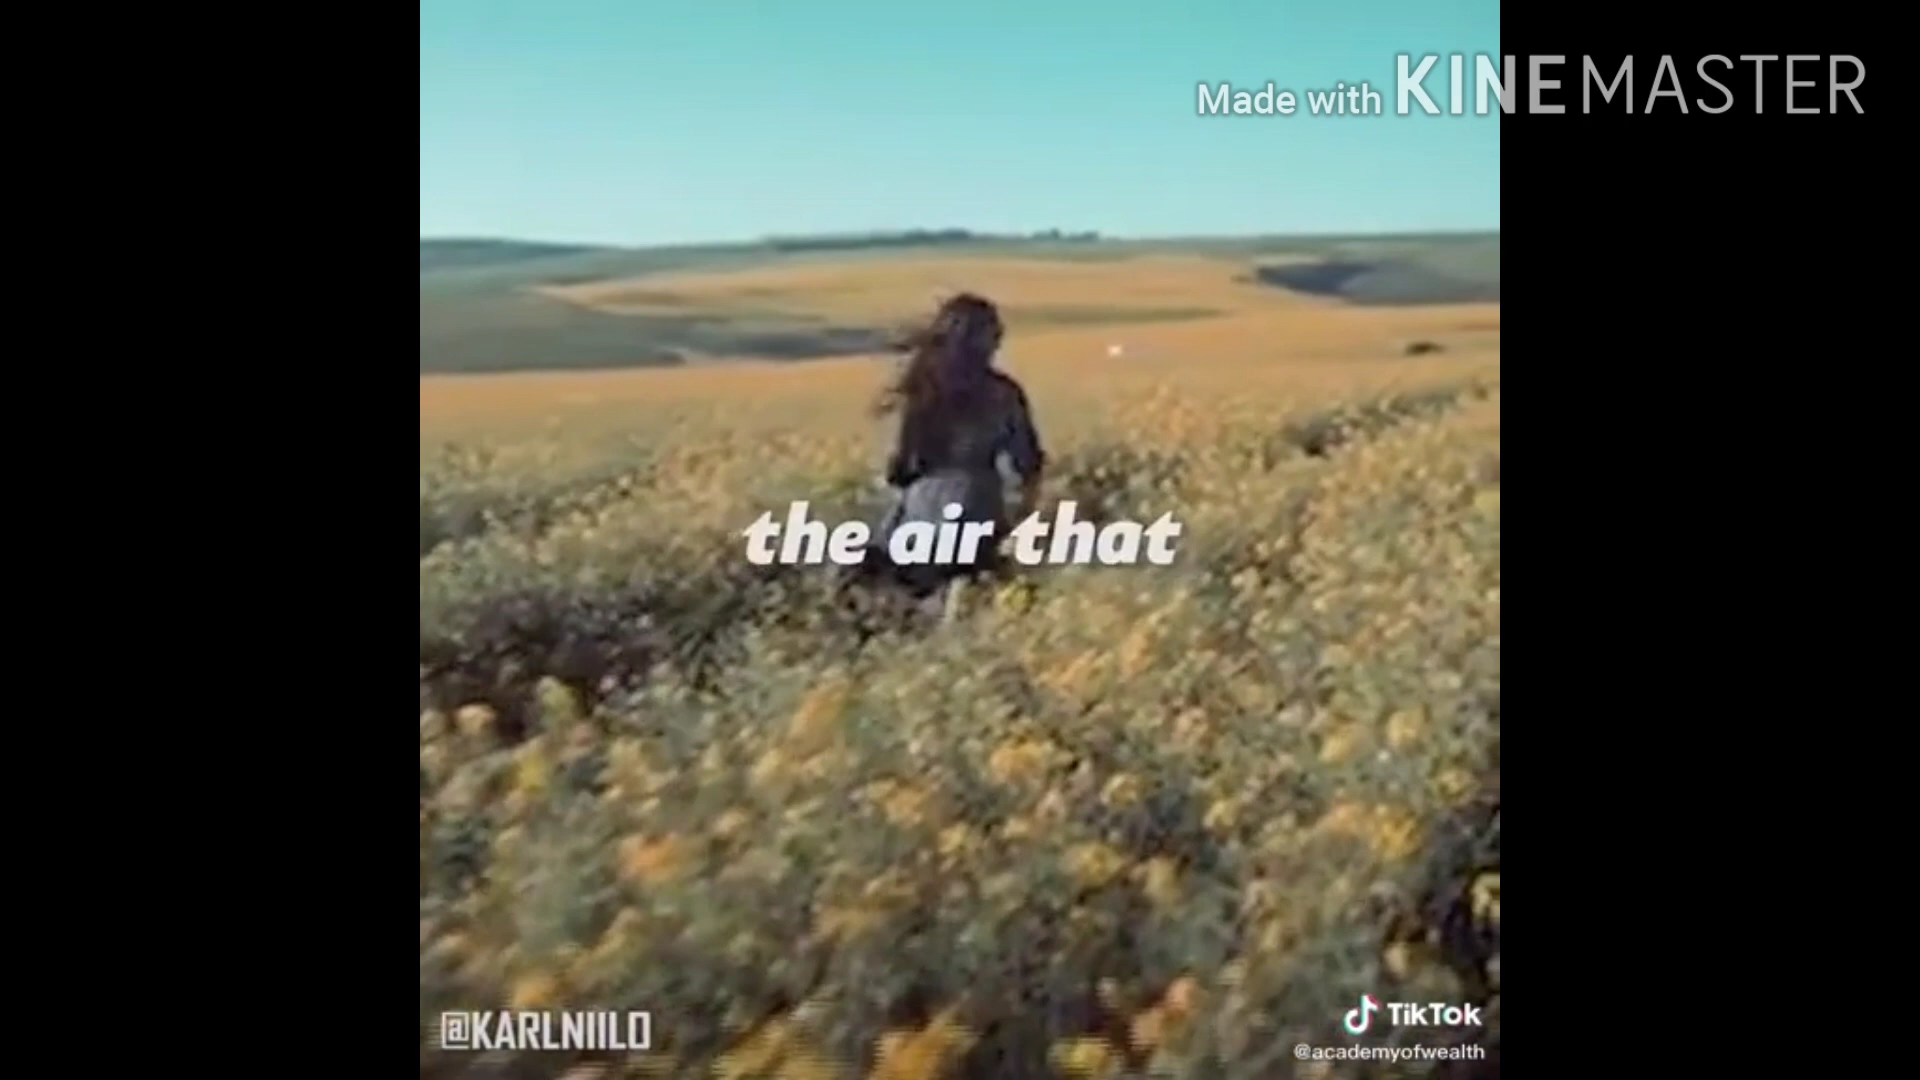 Made with KINEMASTER
the air that
@KARLNIILO
TikTok
@academyofwealth